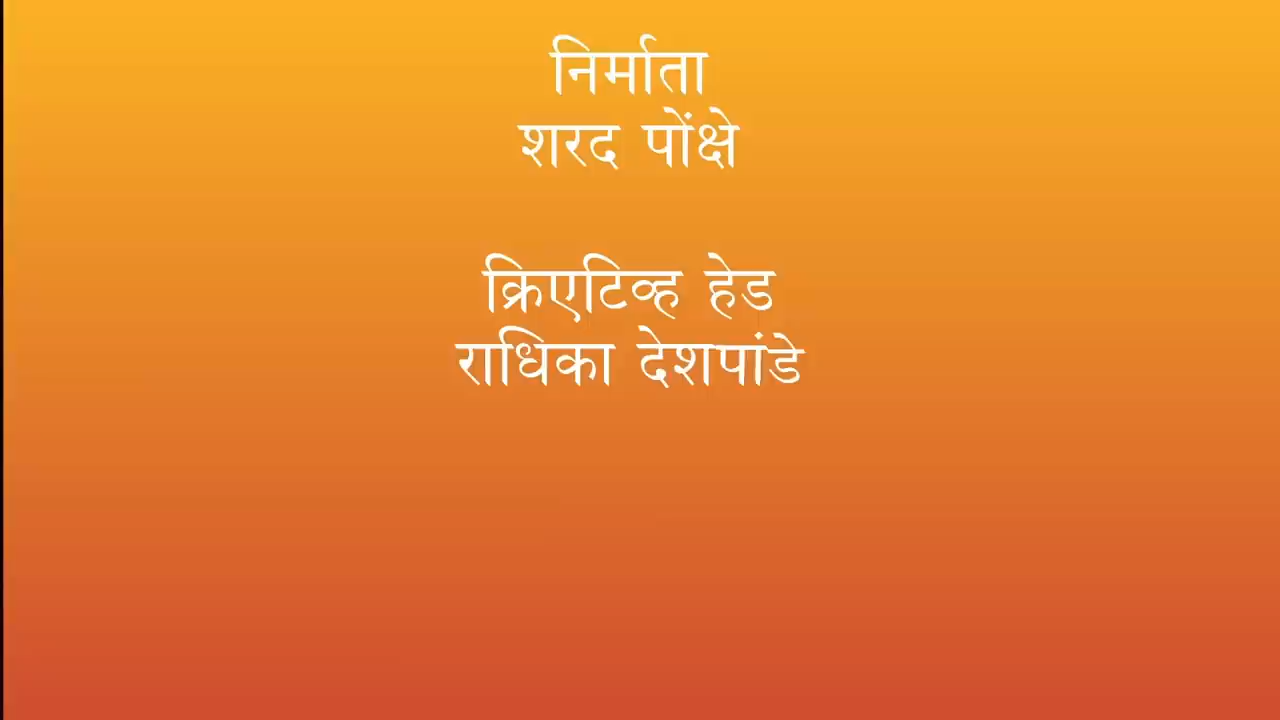 निर्माता
शरद पोंक्षे
क्रिएटिव्ह हेड
राधिका देशपांडे